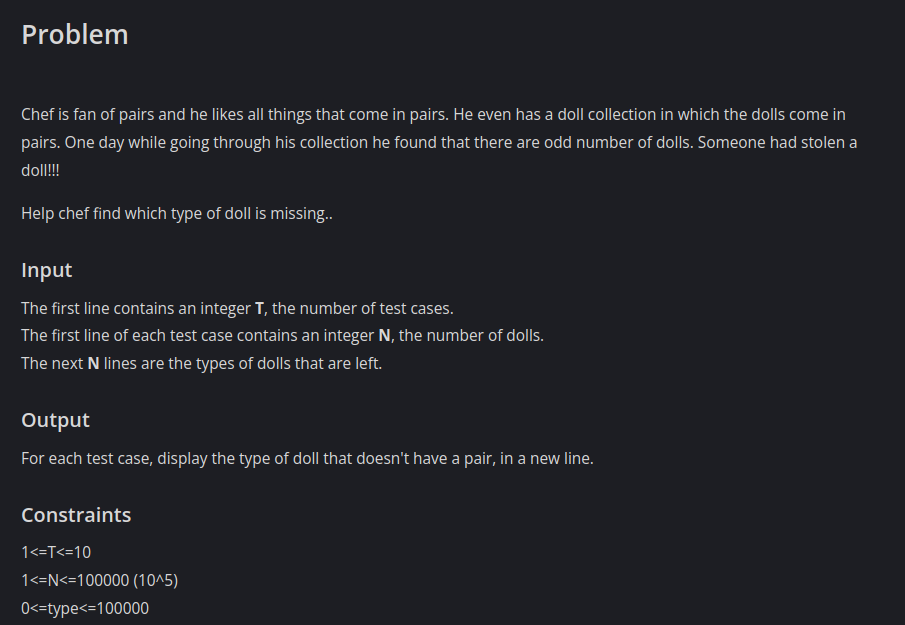 Problem
Chef is fan of pairs and he likes all things that come in pairs. He even has a doll collection in which the dolls come in
pairs. One day while going through his collection he found that there are odd number of dolls. Someone had stolen a
doll!!!
Help chef find which type of doll is missing..
Input
The first line contains an integer T, the number of test cases.
The first line of each test case contains an integer N, the number of dolls.
The next N lines are the types of dolls that are left.
Output
For each test case, display the type of doll that doesn't have a pair, in a new line.
Constraints
1<=T<=10
1<=N<=100000 (10^5)
0<=type<=100000